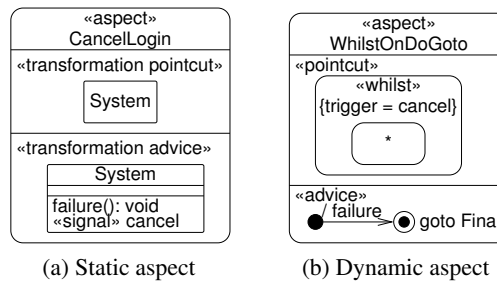 «aspect»
CancelLogin
«transformation pointcut»
System
«transformation advice»
System
failure(): void
«signal» cancel
(a) Static aspect
«aspect»
WhilstOnDoGoto
«pointcut»
«whilst»
{trigger = cancel}
*
«advice»
/ failure
goto Final
(b) Dynamic aspect